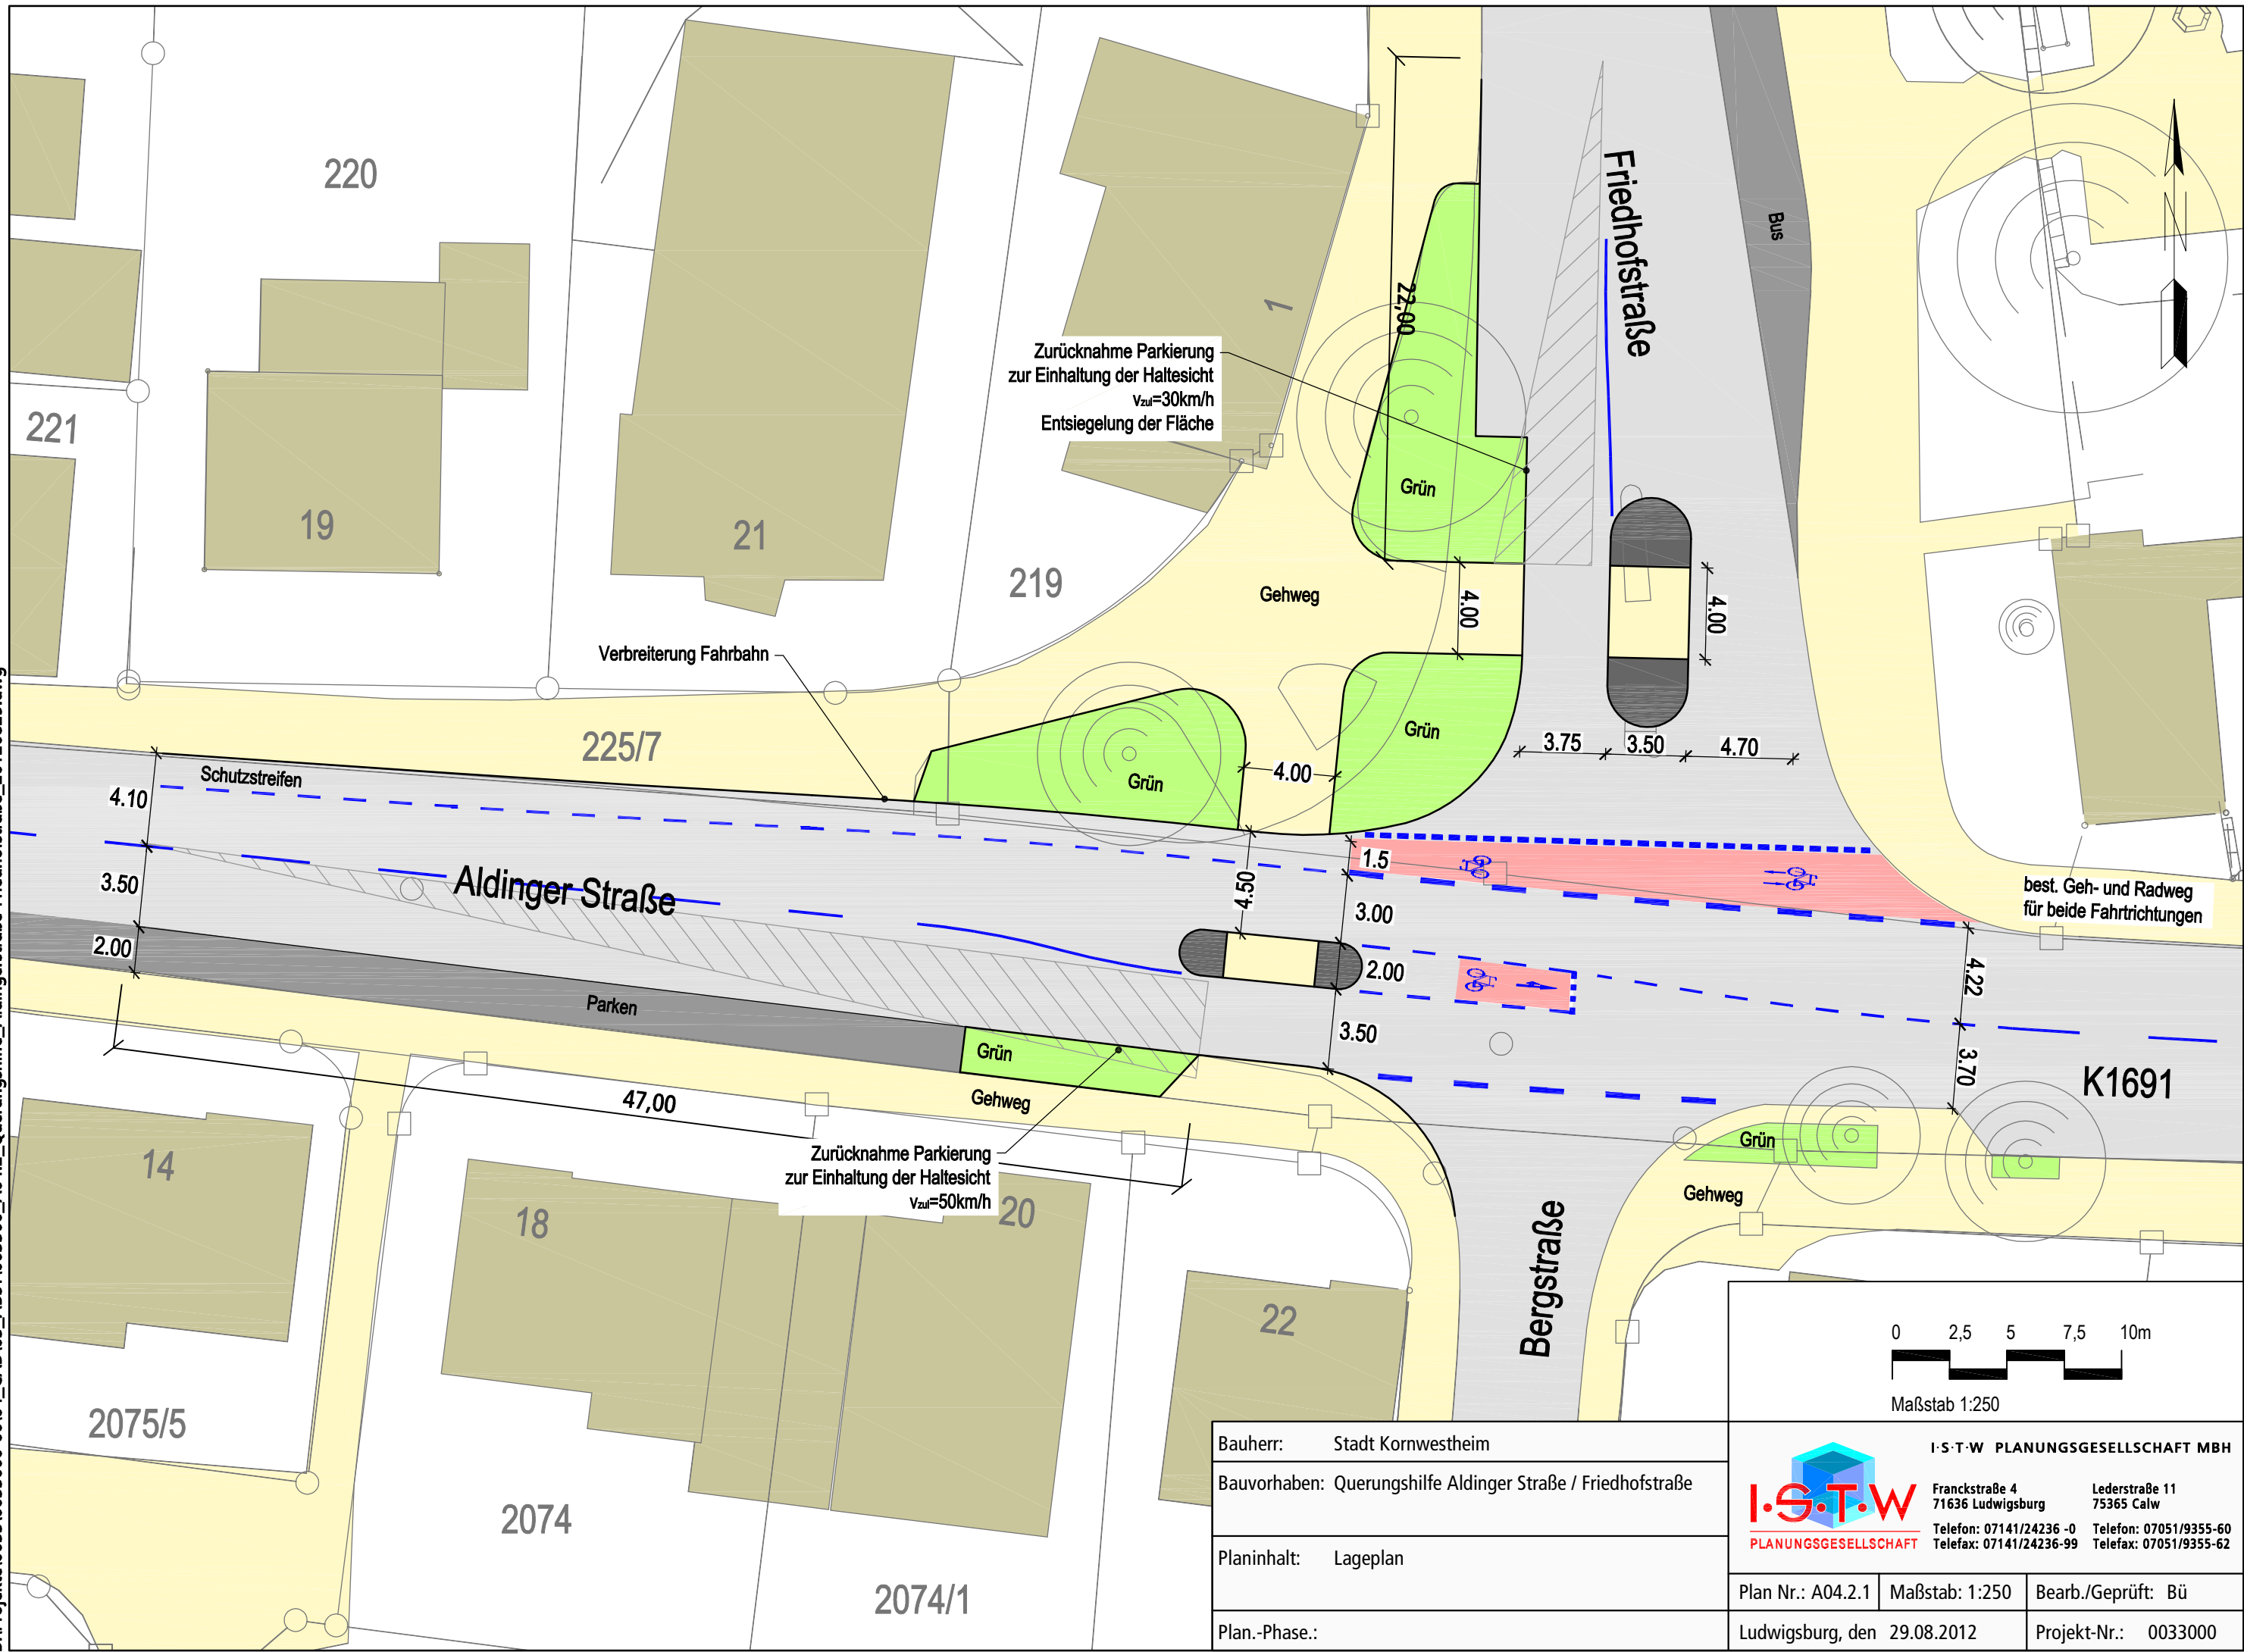 220
221
19
21
1
219
Friedhofstraße
Bus
22,00
Zurücknahme Parkierung
zur Einhaltung der Haltesicht
vzul=30km/h
Entsiegelung der Fläche
Grün
Gehweg
4.00
4.00
Verbreiterung Fahrbahn
225/7
Grün
Grün
4.00
3.75
3.50
4.70
Schutzstreifen
4.10
3.50
2.00
Aldinger Straße
Parken
4.50
1.5
3.00
2.00
3.50
best. Geh- und Radweg
für beide Fahrtrichtungen
4.22
3.70
K1691
Grün
Gehweg
47,00
Zurücknahme Parkierung
zur Einhaltung der Haltesicht
vzul=50km/h
Grün
Gehweg
14
18
20
22
Bergstraße
2075/5
2074
2074/1
0 2,5 5 7,5 10m
Maßstab 1:250
Bauherr: Stadt Kornwestheim
Bauvorhaben: Querungshilfe Aldinger Straße / Friedhofstraße
Planinhalt: Lageplan
Plan.-Phase.:
I·S·T·W PLANUNGSGESELLSCHAFT MBH
I·S·T·W
PLANUNGSGESELLSCHAFT
Franckstraße 4
71636 Ludwigsburg
Telefon: 07141/24236 -0
Telefax: 07141/24236-99
Lederstraße 11
75365 Calw
Telefon: 07051/9355-60
Telefax: 07051/9355-62
Plan Nr.: A04.2.1
Maßstab: 1:250
Bearb./Geprüft: Bü
Ludwigsburg, den 29.08.2012
Projekt-Nr.: 0033000